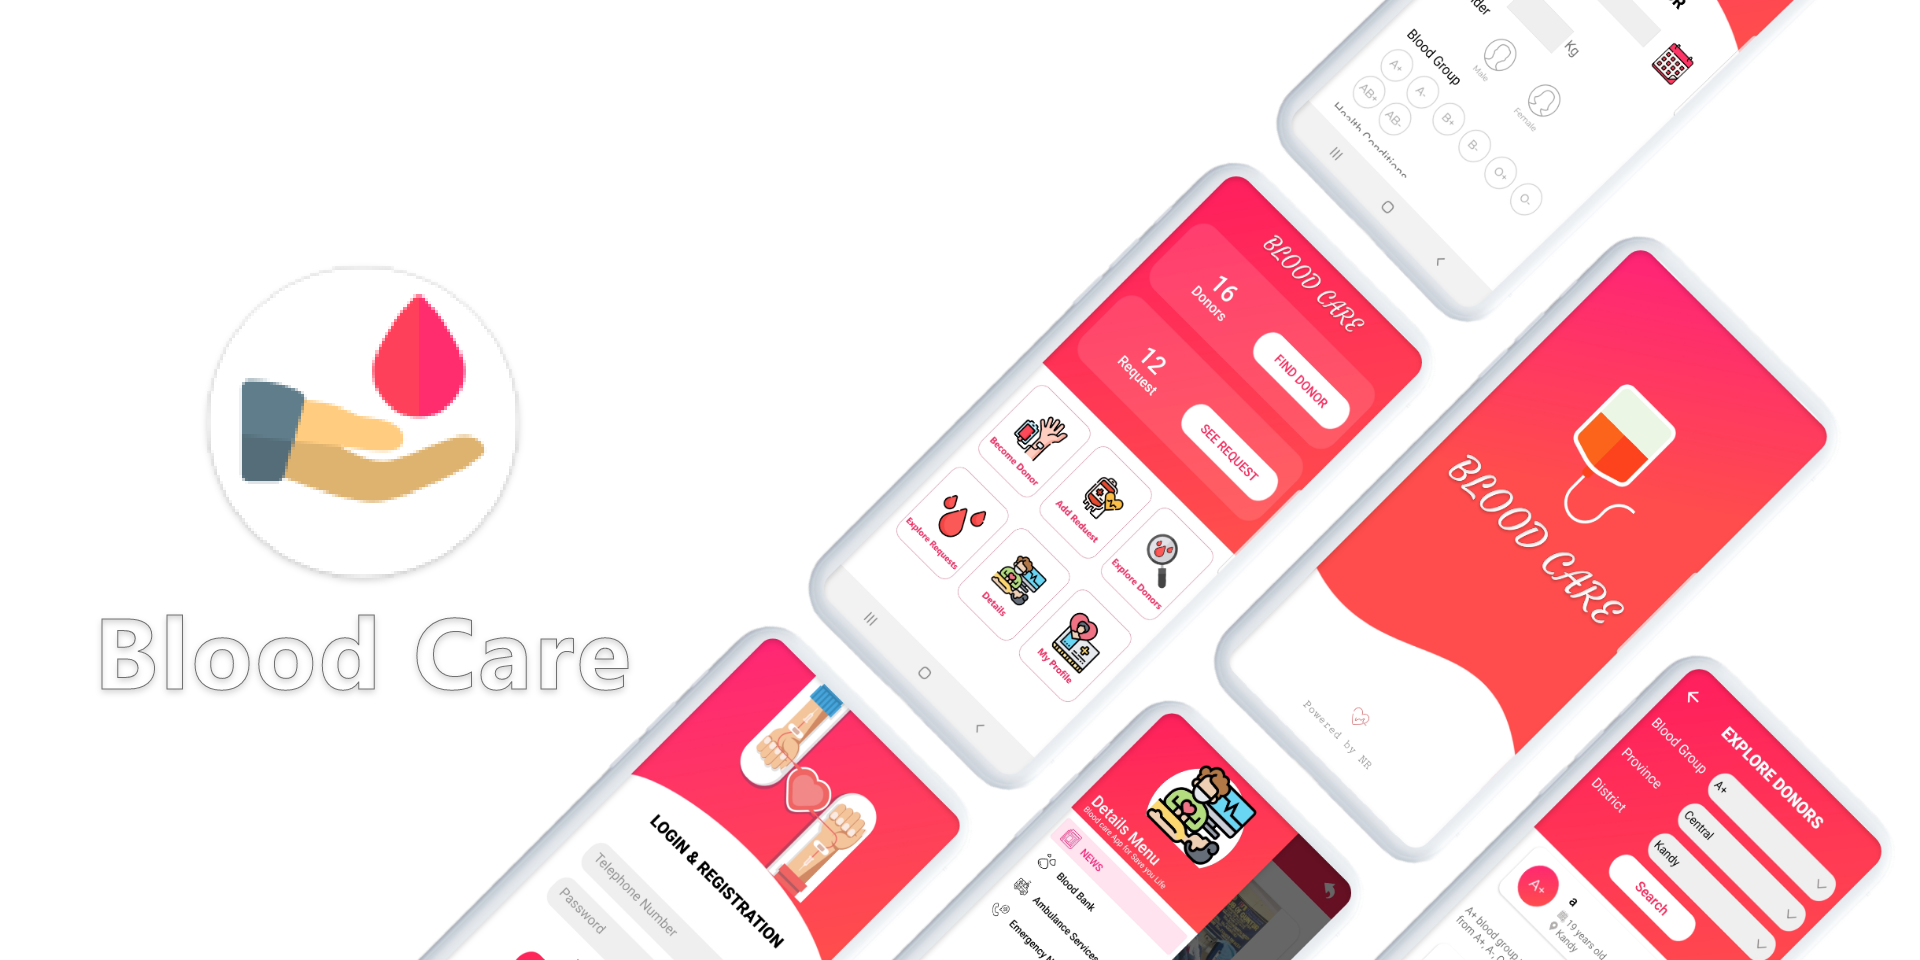 Blood Care
Kg
Blood Group
Male
Female
A+
A-
B+
B-
O+
O-
AB+
AB-
Health Conditions
BLOOD CARE
16
Donors
FIND DONOR
12
Request
SEE REQUEST
Become Donor
Add Reduest
Explore Donors
Explore Requests
Details
My Profile
BLOOD CARE
Powered by NR
LOGIN & REGISTRATION
Telephone Number
Password
Details Menu
Blood care App for Save you Life
NEWS
Blood Bank
Ambulance Services
Emergency
EXPLORE DONORS
Blood Group
A+
Province
Central
District
Kandy
Search
A+
a
19 years old
Kandy
A+ blood group
from A+, A-,